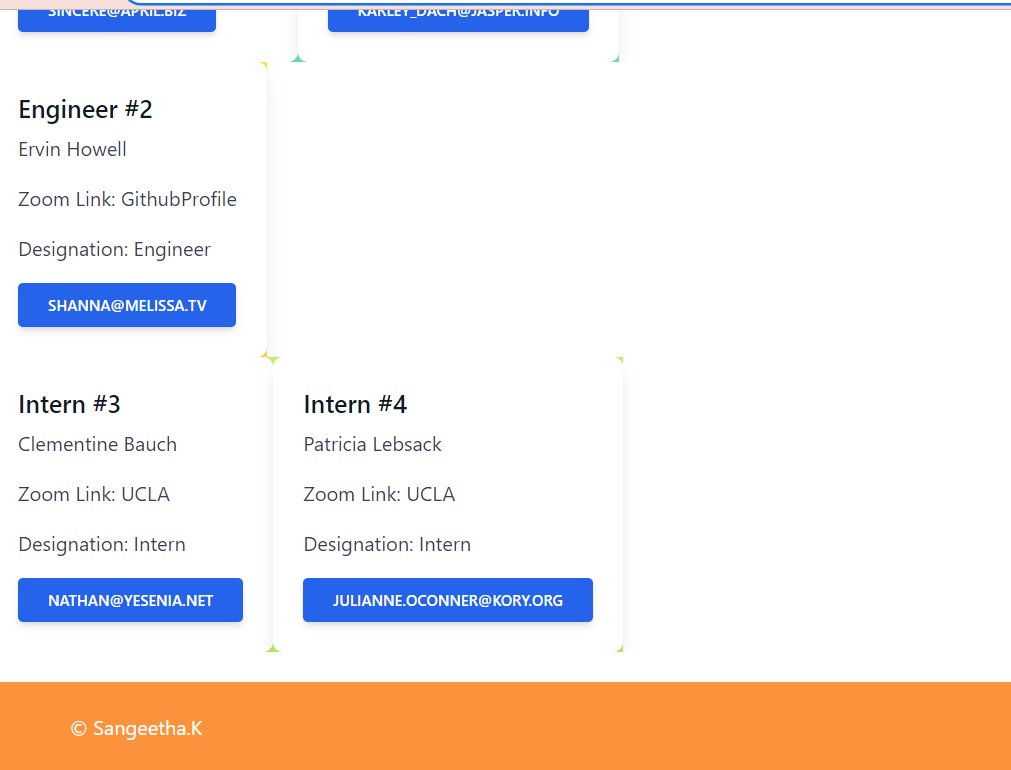 SINCERE@APRIL.BIZ
KARLEY_DACH@JASPER.INFO
Engineer #2
Ervin Howell
Zoom Link: GithubProfile
Designation: Engineer
SHANNA@MELISSA.TV
Intern #3
Clementine Bauch
Zoom Link: UCLA
Designation: Intern
NATHAN@YESENIA.NET
Intern #4
Patricia Lebsack
Zoom Link: UCLA
Designation: Intern
JULIANNE.OCONNER@KORY.ORG
© Sangeetha.K